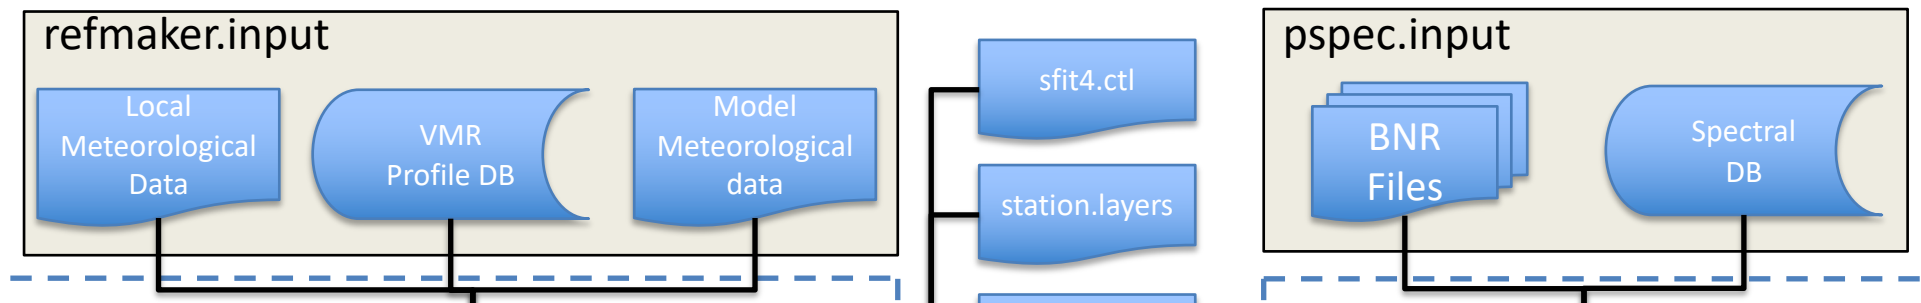 refmaker.input
Local
Meteorological
Data
VMR
Profile DB
Model
Meteorological
data
sfit4.ctl
station.layers
pspec.input
BNR
Files
Spectral
DB